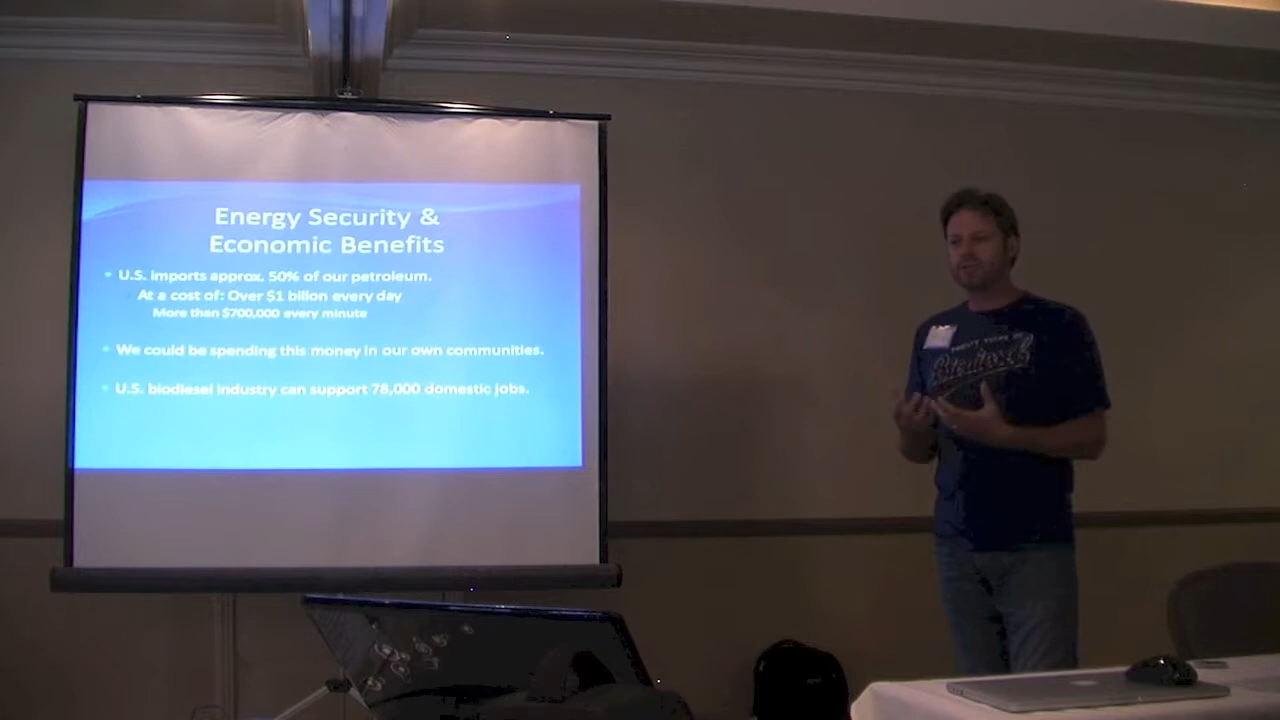 Energy Security &
Economic Benefits
U.S. imports approx. 50% of our petroleum.
At a cost of: Over $1 billion every day
More than $700,000 every minute
We could be spending this money in our own communities.
U.S. biodiesel industry can support 78,000 domestic jobs.
Biodiesel